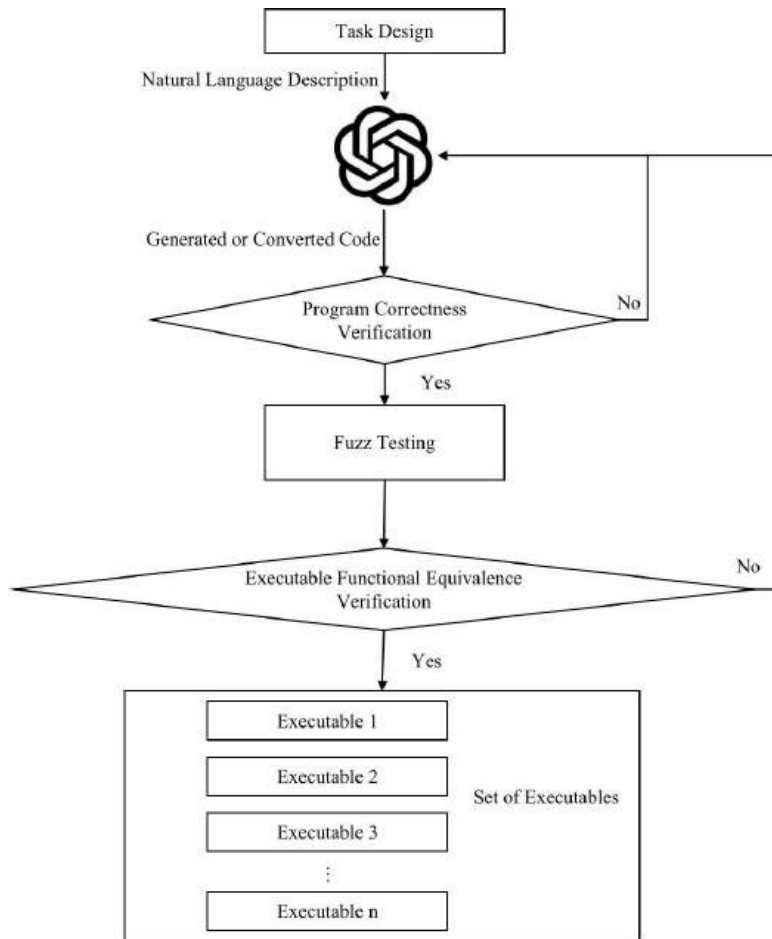 Task Design
Natural Language Description
Generated or Converted Code
Program Correctness
Verification
No
Yes
Fuzz Testing
Executable Functional Equivalence
Verification
No
Yes
Executable 1
Executable 2
Set of Executables
Executable 3
⋮
Executable n